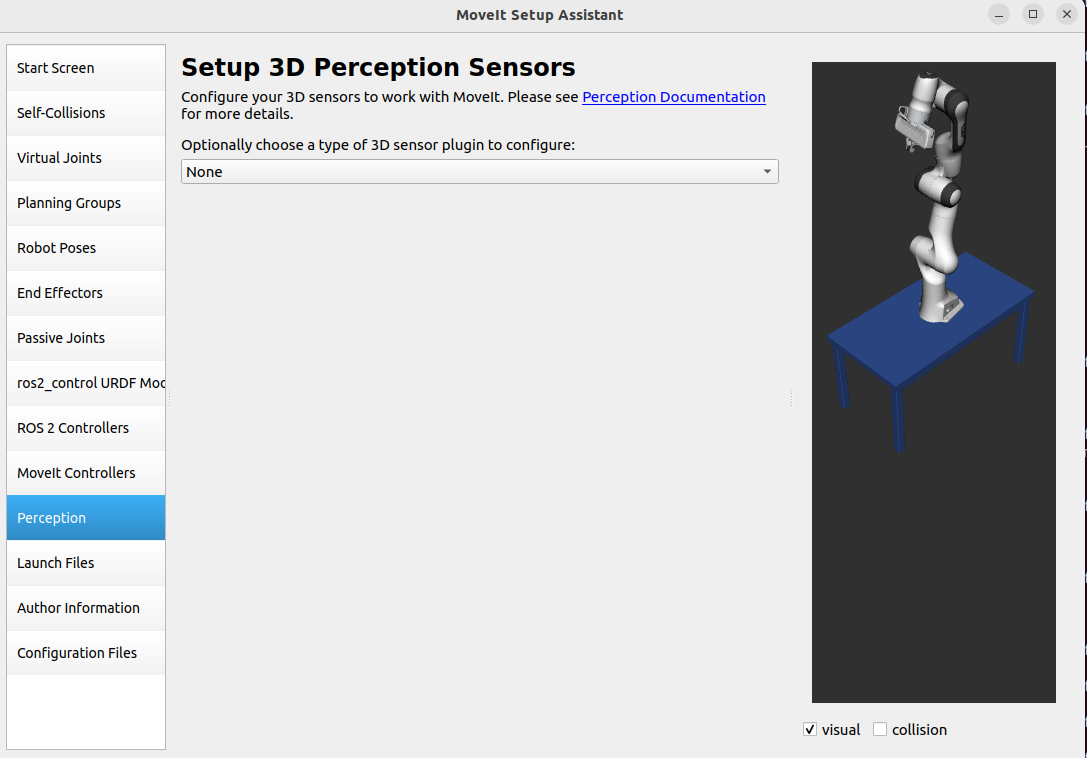 MoveIt Setup Assistant
Start Screen
Self-Collisions
Virtual Joints
Planning Groups
Robot Poses
End Effectors
Passive Joints
ros2_control URDF Moc
ROS 2 Controllers
MoveIt Controllers
Perception
Launch Files
Author Information
Configuration Files
Setup 3D Perception Sensors
Configure your 3D sensors to work with MoveIt. Please see Perception Documentation
for more details.
Optionally choose a type of 3D sensor plugin to configure:
None
visual
collision